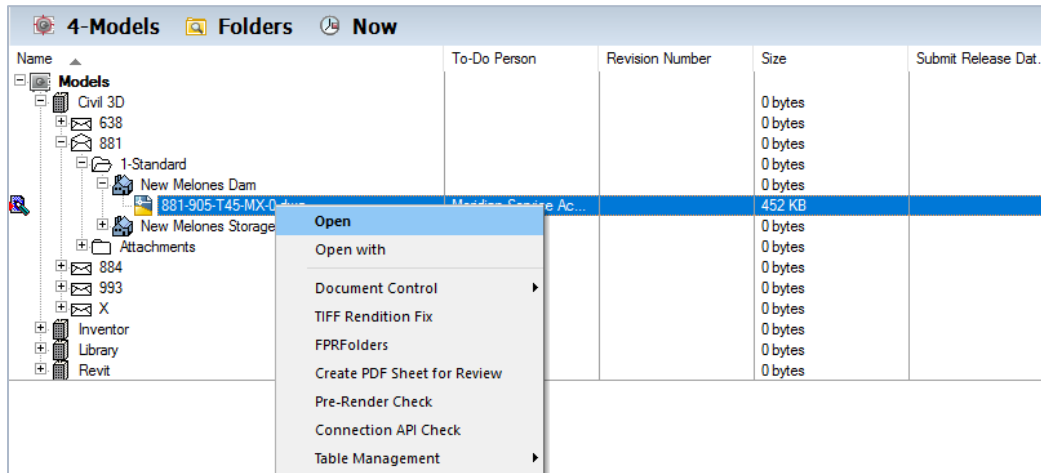 4-Models Folders Now
Name To-Do Person Revision Number Size Submit Release Dat.
Models
Civil 3D 0 bytes
638 0 bytes
881 0 bytes
1-Standard 0 bytes
New Melones Dam 0 bytes
881-905-T45-MX-0.dwg Meridian Service Ac... 452 KB
New Melones Storage 0 bytes
Attachments 0 bytes
884 0 bytes
993 0 bytes
X 0 bytes
Inventor 0 bytes
Library 0 bytes
Revit 0 bytes
Open
Open with
Document Control
TIFF Rendition Fix
FPRFolders
Create PDF Sheet for Review
Pre-Render Check
Connection API Check
Table Management